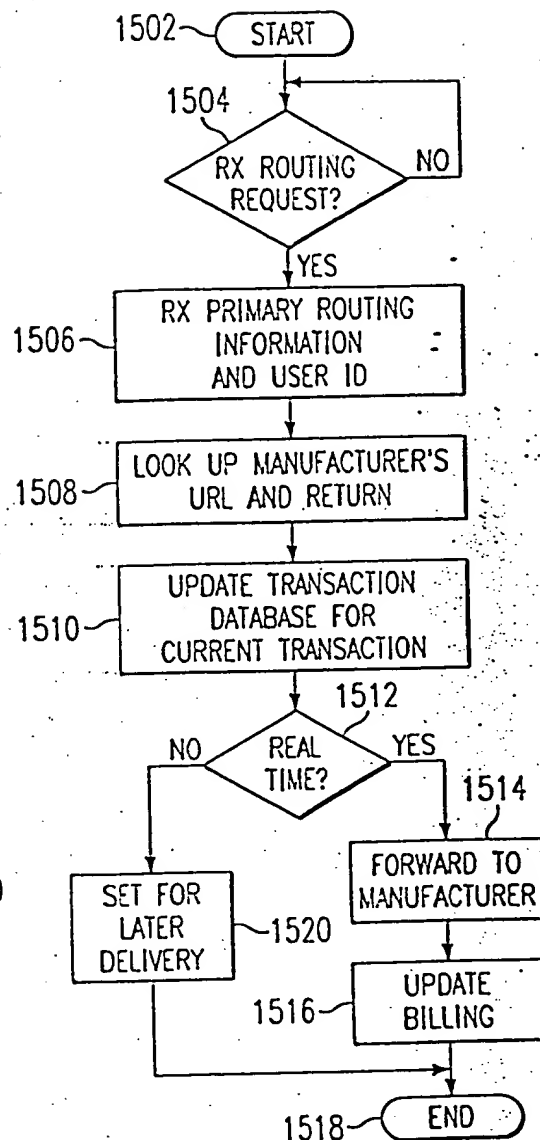 1502
START
1504
RX ROUTING
REQUEST?
NO
YES
1506
RX PRIMARY ROUTING
INFORMATION
AND USER ID
1508
LOOK UP MANUFACTURER'S
URL AND RETURN
1510
UPDATE TRANSACTION
DATABASE FOR
CURRENT TRANSACTION
1512
NO
REAL
TIME?
YES
1514
FORWARD TO
MANUFACTURER
SET FOR
LATER
DELIVERY
1520
1516
UPDATE
BILLING
1518
END